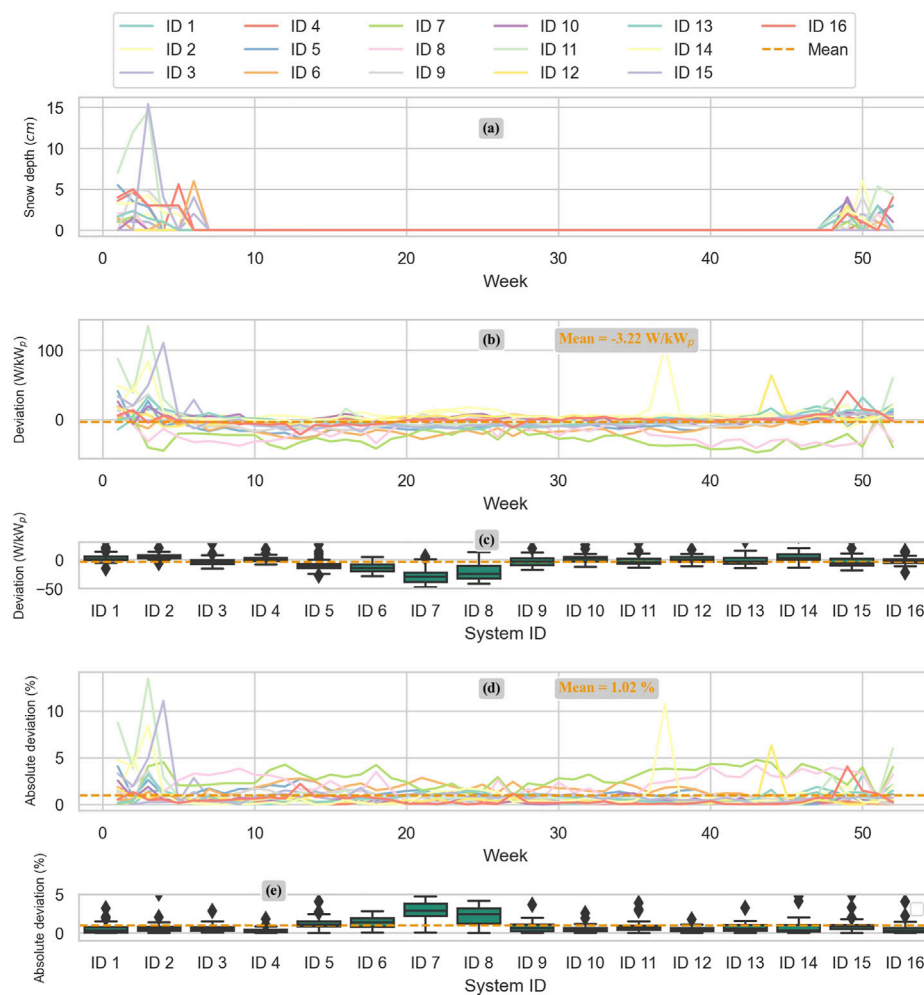 ID 1 ID 4 ID 7 ID 10 ID 13 ID 16
ID 2 ID 5 ID 8 ID 11 ID 14 Mean
ID 3 ID 6 ID 9 ID 12 ID 15
Snow depth (cm)
15
10
5
0
(a)
0 10 20 30 40 50
Week
Deviation (W/kWp)
100
0
(b)
Mean = -3.22 W/kWp
0 10 20 30 40 50
Week
Deviation (W/kWp)
0
−50
(c)
ID 1 ID 2 ID 3 ID 4 ID 5 ID 6 ID 7 ID 8 ID 9 ID 10 ID 11 ID 12 ID 13 ID 14 ID 15 ID 16
System ID
Absolute deviation (%)
10
5
0
(d)
Mean = 1.02 %
0 10 20 30 40 50
Week
Absolute deviation (%)
5
0
(e)
ID 1 ID 2 ID 3 ID 4 ID 5 ID 6 ID 7 ID 8 ID 9 ID 10 ID 11 ID 12 ID 13 ID 14 ID 15 ID 16
System ID